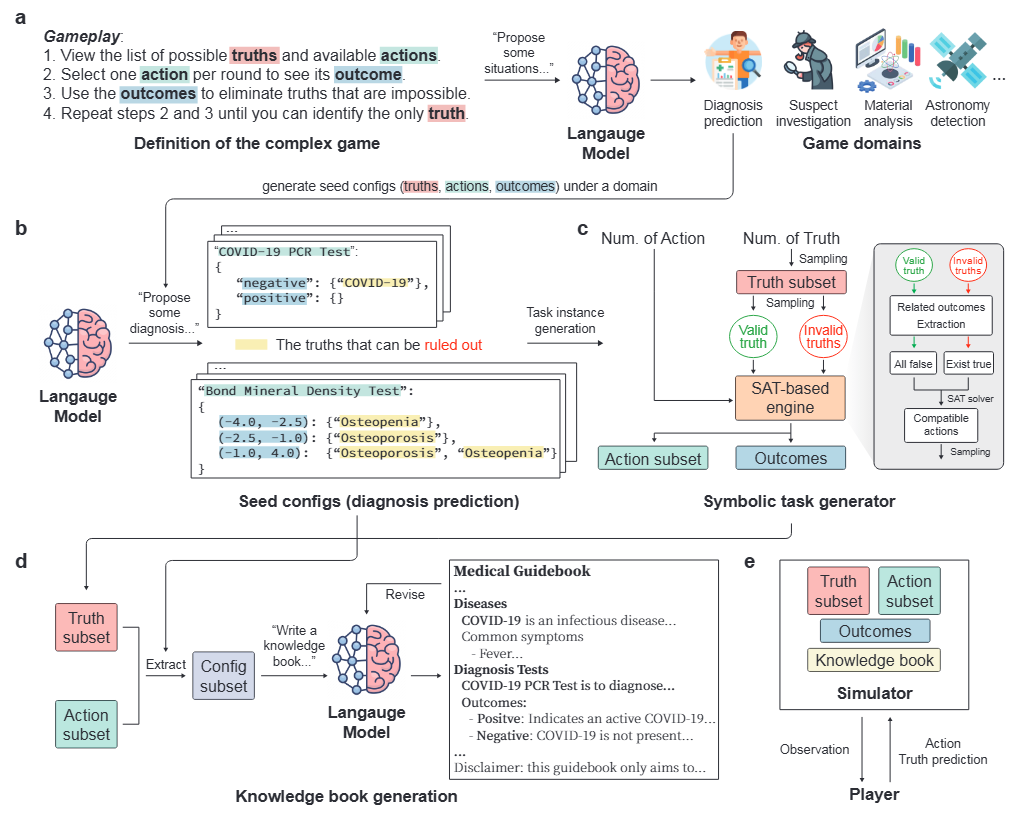 a
Gameplay:
1. View the list of possible truths and available actions.
2. Select one action per round to see its outcome.
3. Use the outcomes to eliminate truths that are impossible.
4. Repeat steps 2 and 3 until you can identify the only truth.
Definition of the complex game
“Propose
some
situations...”
Langauge
Model
Diagnosis
prediction
Suspect
investigation
Material
analysis
Astronomy
detection
...
Game domains
generate seed configs (truths, actions, outcomes) under a domain
b
Langauge
Model
“Propose
some
diagnosis...”
...
“COVID-19 PCR Test”:
{
“negative”: {“COVID-19”},
“positive”: {}
}
The truths that can be ruled out
...
“Bond Mineral Density Test”:
{
(-4.0, -2.5): {“Osteopenia”},
(-2.5, -1.0): {“Osteoporosis”},
(-1.0, 4.0): {“Osteoporosis”, “Osteopenia”}
}
Seed configs (diagnosis prediction)
Task instance
generation
c
Num. of Action
Num. of Truth
Sampling
Truth subset
Sampling
Valid
truth
Invalid
truths
SAT-based
engine
Action subset
Outcomes
Valid
truth
Invalid
truths
Related outcomes
Extraction
All false
Exist true
SAT solver
Compatible
actions
Sampling
Symbolic task generator
d
Truth
subset
Action
subset
Extract
Config
subset
“Write a
knowledge
book...”
Langauge
Model
Revise
Medical Guidebook
...
Diseases
COVID-19 is an infectious disease...
Common symptoms
- Fever...
Diagnosis Tests
COVID-19 PCR Test is to diagnose...
Outcomes:
- Positve: Indicates an active COVID-19...
- Negative: COVID-19 is not present...
...
Disclaimer: this guidebook only aims to...
Knowledge book generation
e
Truth
subset
Action
subset
Outcomes
Knowledge book
Simulator
Observation
Action
Truth prediction
Player